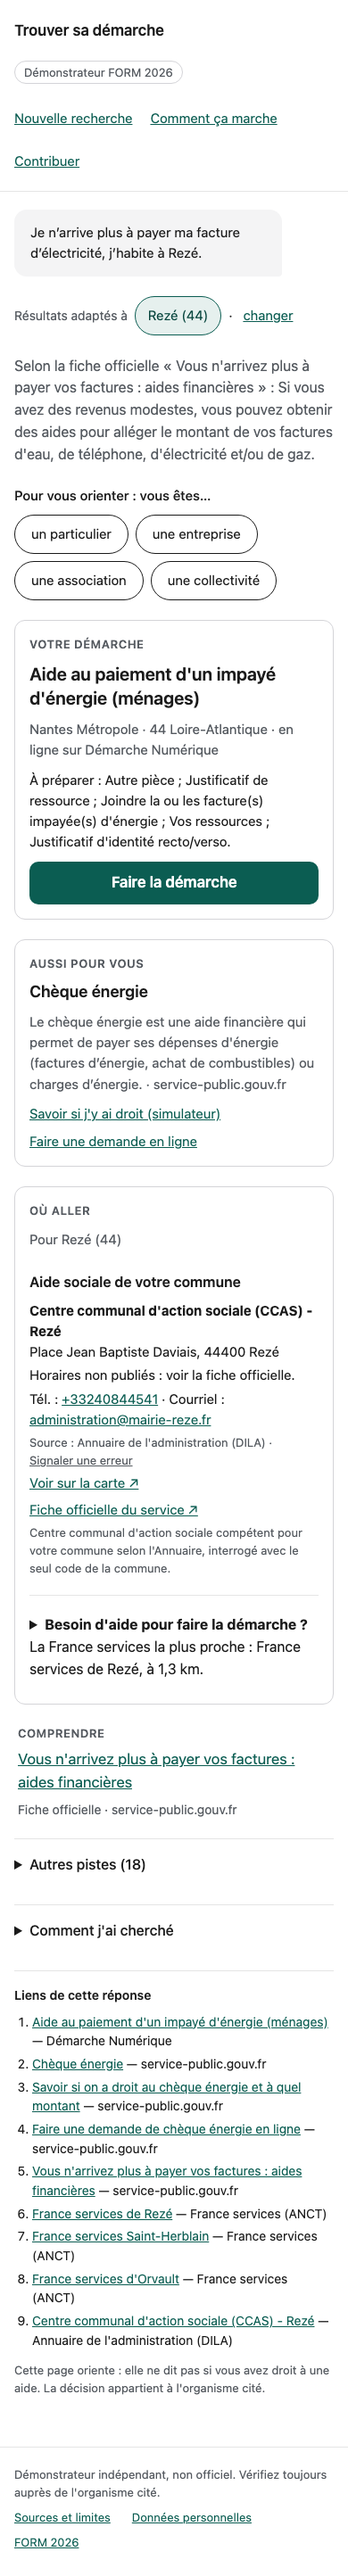 Trouver sa démarche
Démonstrateur FORM 2026
Nouvelle recherche Comment ça marche
Contribuer
Je n’arrive plus à payer ma facture
d’électricité, j’habite à Rezé.
Résultats adaptés à Rezé (44) · changer
Selon la fiche officielle « Vous n'arrivez plus à
payer vos factures : aides financières » : Si vous
avez des revenus modestes, vous pouvez obtenir
des aides pour alléger le montant de vos factures
d'eau, de téléphone, d'électricité et/ou de gaz.
Pour vous orienter : vous êtes...
un particulier une entreprise
une association une collectivité
VOTRE DÉMARCHE
Aide au paiement d'un impayé
d'énergie (ménages)
Nantes Métropole · 44 Loire-Atlantique · en
ligne sur Démarche Numérique
À préparer : Autre pièce ; Justificatif de
ressource ; Joindre la ou les facture(s)
impayée(s) d'énergie ; Vos ressources ;
Justificatif d'identité recto/verso.
Faire la démarche
AUSSI POUR VOUS
Chèque énergie
Le chèque énergie est une aide financière qui
permet de payer ses dépenses d'énergie
(factures d’énergie, achat de combustibles) ou
charges d’énergie. · service-public.gouv.fr
Savoir si j'y ai droit (simulateur)
Faire une demande en ligne
OÙ ALLER
Pour Rezé (44)
Aide sociale de votre commune
Centre communal d'action sociale (CCAS) -
Rezé
Place Jean Baptiste Daviais, 44400 Rezé
Horaires non publiés : voir la fiche officielle.
Tél. : +33240844541 · Courriel :
administration@mairie-reze.fr
Source : Annuaire de l'administration (DILA) ·
Signaler une erreur
Voir sur la carte ↗
Fiche officielle du service ↗
Centre communal d'action sociale compétent pour
votre commune selon l'Annuaire, interrogé avec le
seul code de la commune.
▶ Besoin d'aide pour faire la démarche ?
La France services la plus proche : France
services de Rezé, à 1,3 km.
COMPRENDRE
Vous n'arrivez plus à payer vos factures :
aides financières
Fiche officielle · service-public.gouv.fr
▶ Autres pistes (18)
▶ Comment j'ai cherché
Liens de cette réponse
1. Aide au paiement d'un impayé d'énergie (ménages)
— Démarche Numérique
2. Chèque énergie — service-public.gouv.fr
3. Savoir si on a droit au chèque énergie et à quel
montant — service-public.gouv.fr
4. Faire une demande de chèque énergie en ligne —
service-public.gouv.fr
5. Vous n'arrivez plus à payer vos factures : aides
financières — service-public.gouv.fr
6. France services de Rezé — France services (ANCT)
7. France services Saint-Herblain — France services
(ANCT)
8. France services d'Orvault — France services
(ANCT)
9. Centre communal d'action sociale (CCAS) - Rezé —
Annuaire de l'administration (DILA)
Cette page oriente : elle ne dit pas si vous avez droit à une
aide. La décision appartient à l'organisme cité.
Démonstrateur indépendant, non officiel. Vérifiez toujours
auprès de l'organisme cité.
Sources et limites Données personnelles
FORM 2026